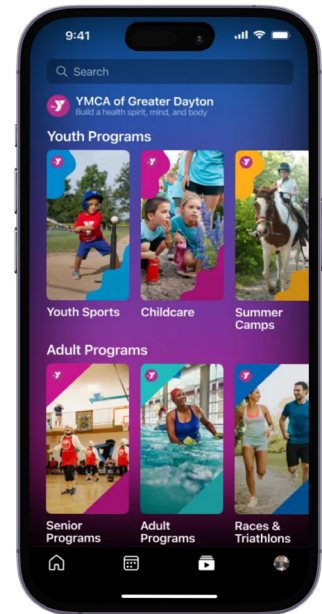 9:41
Search
YMCA of Greater Dayton
Build a health spirit, mind, and body
Youth Programs
Youth Sports
Childcare
Summer
Camps
Adult Programs
Senior
Programs
Adult
Programs
Races &
Triathlons